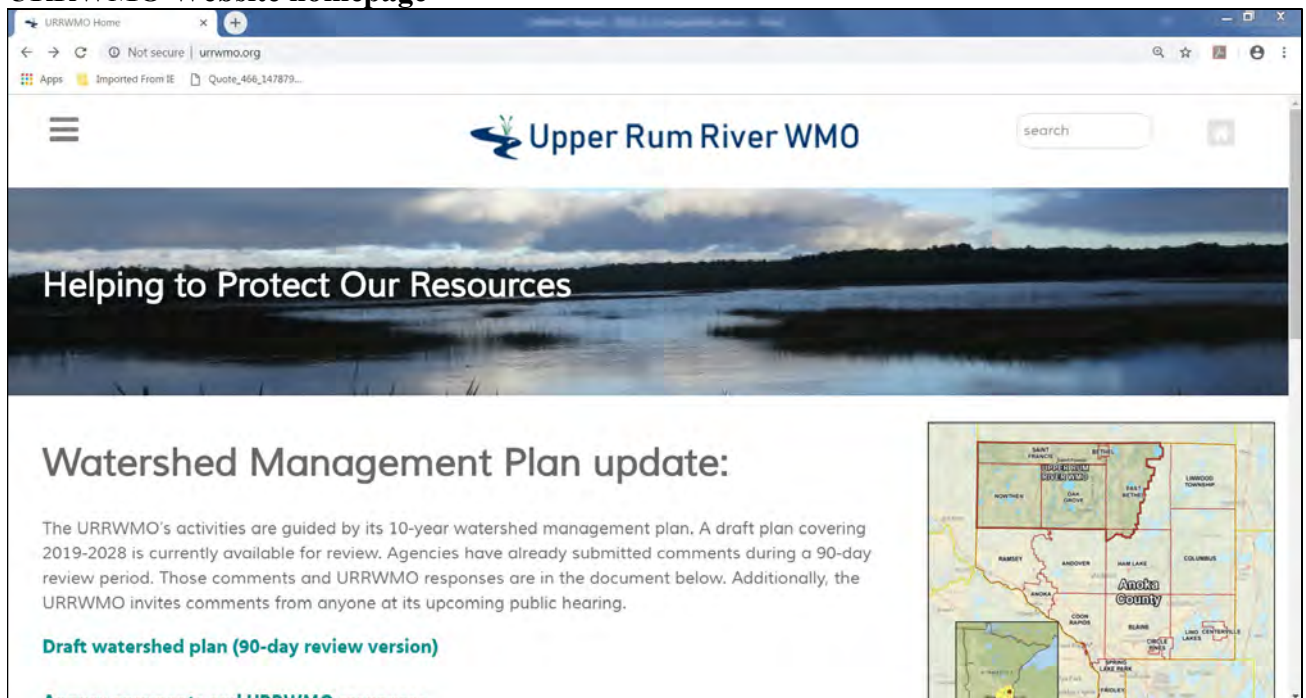 URRWMO Website homepage
URRWMO Home
Not secure | urrwmo.org
Apps Imported From IE Quote_466_147879...
Upper Rum River WMO
search
Helping to Protect Our Resources
Watershed Management Plan update:
The URRWMO's activities are guided by its 10-year watershed management plan. A draft plan covering
2019-2028 is currently available for review. Agencies have already submitted comments during a 90-day
review period. Those comments and URRWMO responses are in the document below. Additionally, the
URRWMO invites comments from anyone at its upcoming public hearing.
Draft watershed plan (90-day review version)
SAINT
FRANCIS
BETHEL
UPPER RUM
RIVER WMO
LINWOOD
TOWNSHIP
NOWTHEN
OAK
GROVE
EAST
BETHEL
RAMSEY
ANDOVER
HAM LAKE
COLUMBUS
Anoka
County
ANOKA
COON
RAPIDS
BLAINE
LINO
LAKES
CENTERVILLE
CIRCLE
PINES
SPRING
LAKE PARK
FRIDLEY